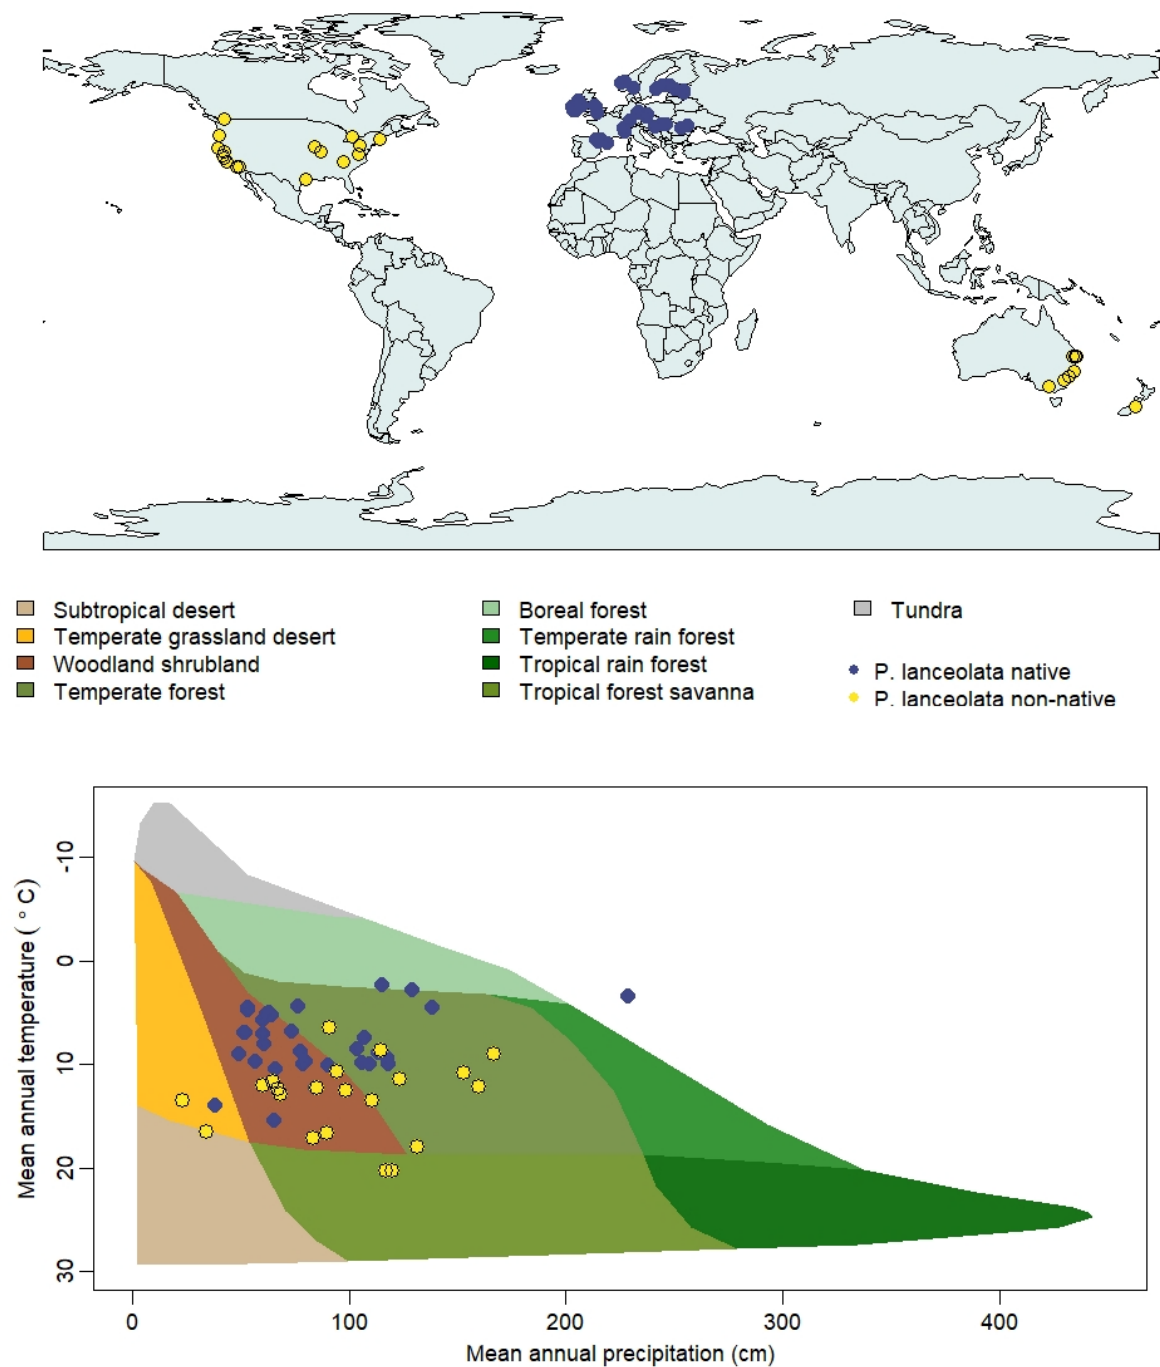 Subtropical desert
Temperate grassland desert
Woodland shrubland
Temperate forest
Boreal forest
Temperate rain forest
Tropical rain forest
Tropical forest savanna
Tundra
P. lanceolata native
P. lanceolata non-native
Mean annual temperature ( ° C)
-10
0
10
20
30
0 100 200 300 400
Mean annual precipitation (cm)